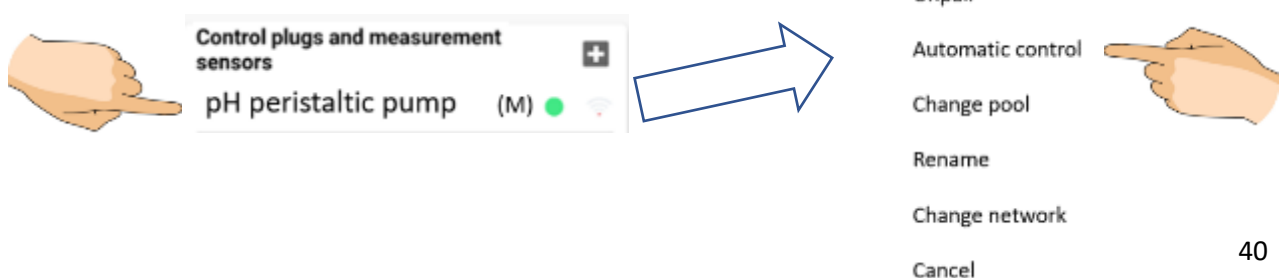 Control plugs and measurement
sensors
pH peristaltic pump (M)
Automatic control
Change pool
Rename
Change network
Cancel
40